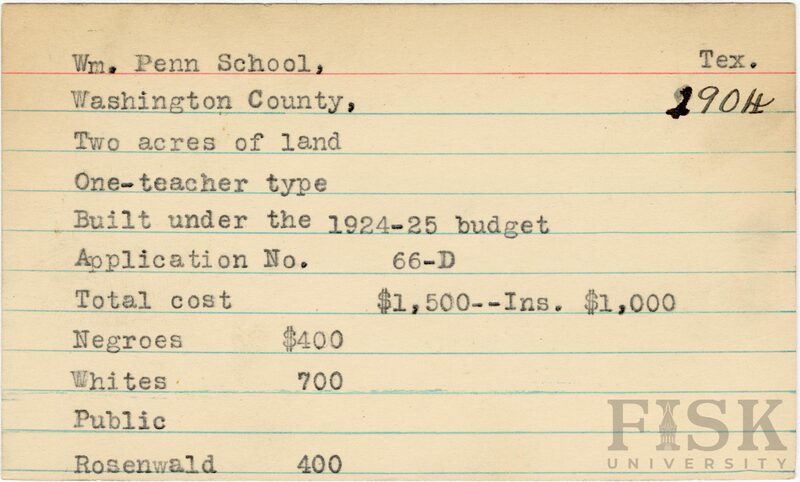 Wm. Penn School, Tex.
Washington County, 2904
Two acres of land
One-teacher type
Built under the 1924-25 budget
Application No. 66-D
Total cost $1,500--Ins. $1,000
Negroes $400
Whites 700
Public
Rosenwald 400
FISK
UNIVERSITY